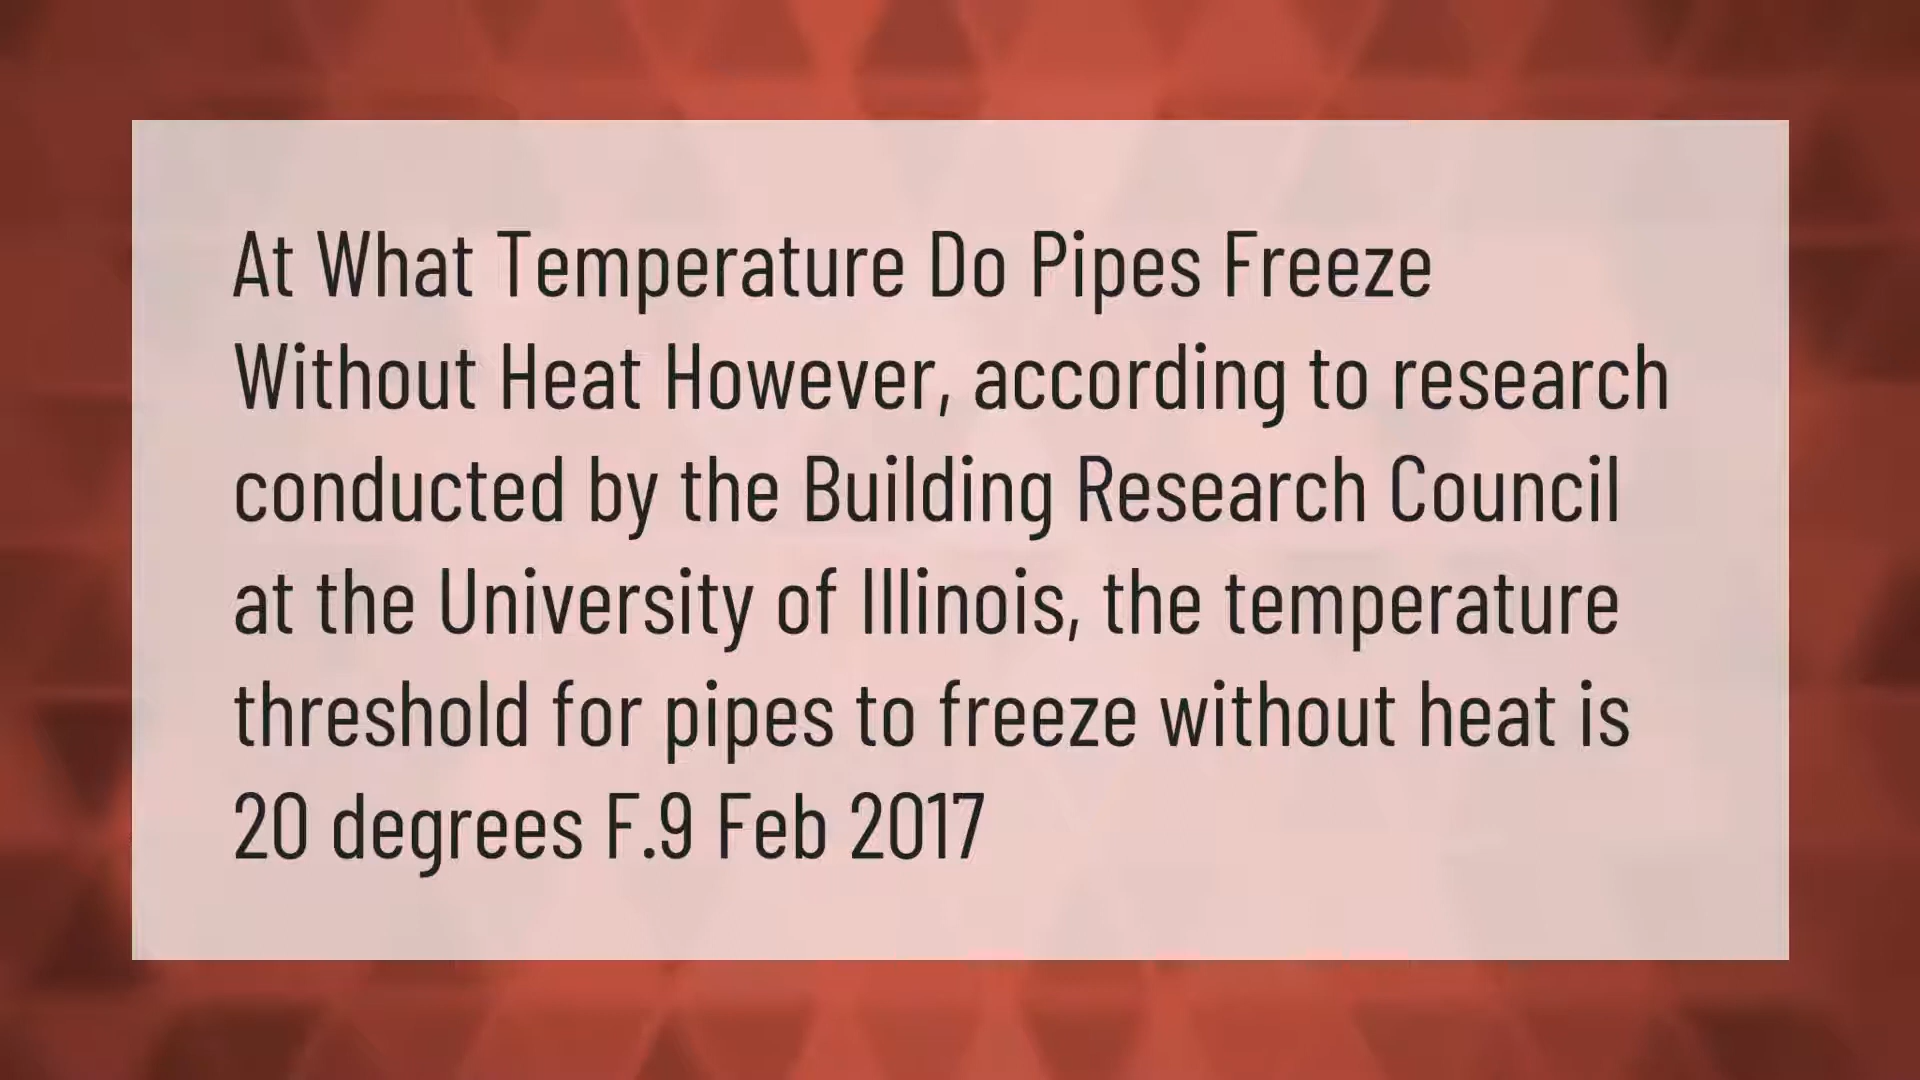 At What Temperature Do Pipes Freeze
Without Heat However, according to research
conducted by the Building Research Council
at the University of Illinois, the temperature
threshold for pipes to freeze without heat is
20 degrees F.9 Feb 2017